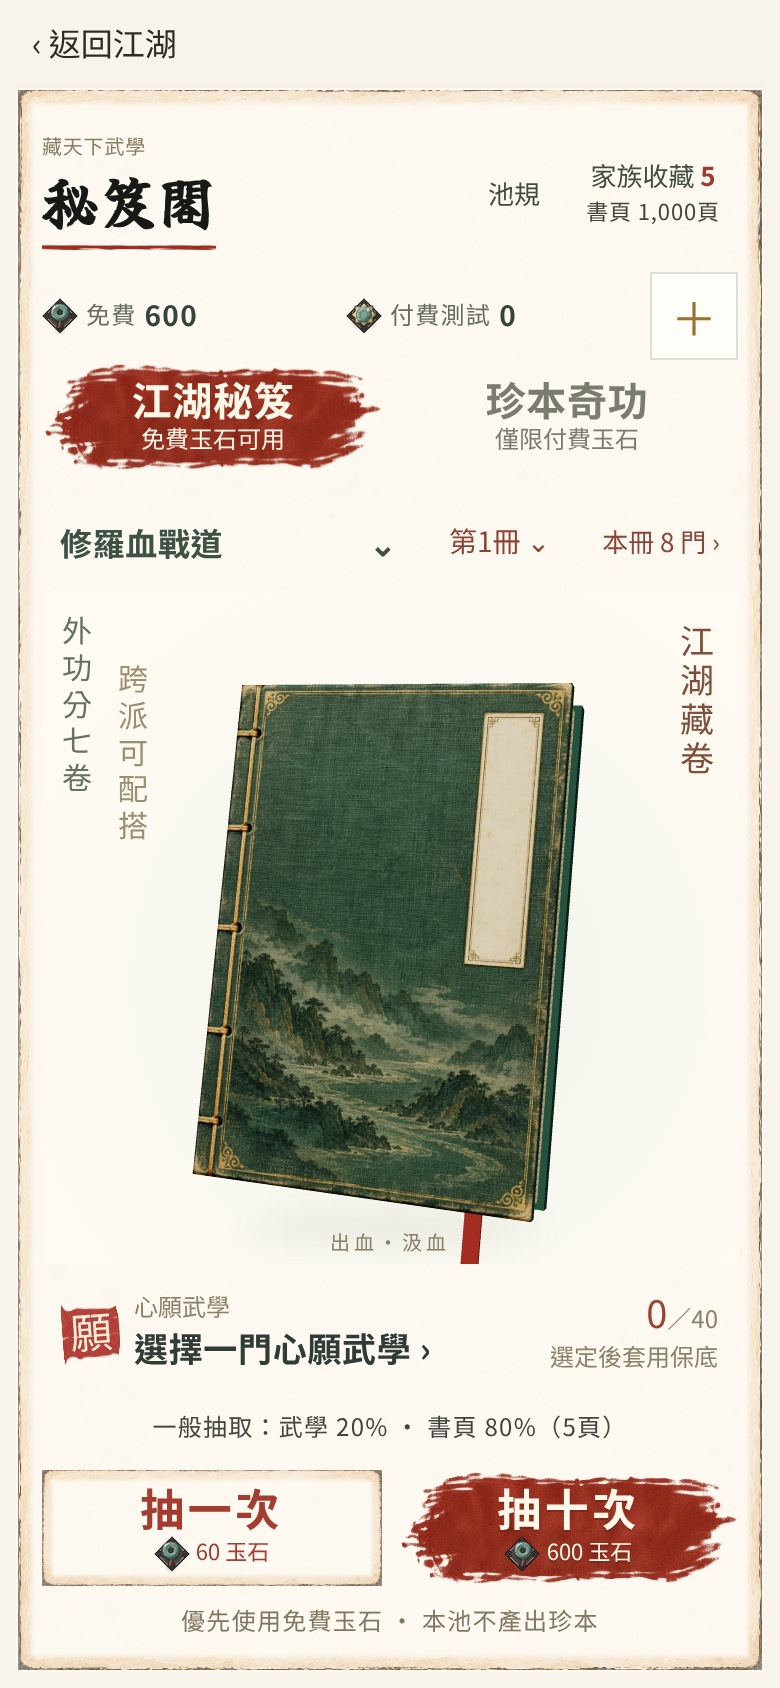 ‹ 返回江湖
藏天下武學
秘笈閣
池規
家族收藏 5
書頁 1,000頁
免費 600
付費測試 0
＋
江湖秘笈
免費玉石可用
珍本奇功
僅限付費玉石
修羅血戰道
第1冊
本冊 8 門 ›
外功分七卷
跨派可配搭
江湖藏卷
出血・汲血
願
心願武學
選擇一門心願武學 ›
0／40
選定後套用保底
一般抽取：武學 20% ・ 書頁 80%（5頁）
抽一次
60 玉石
抽十次
600 玉石
優先使用免費玉石 ・ 本池不產出珍本